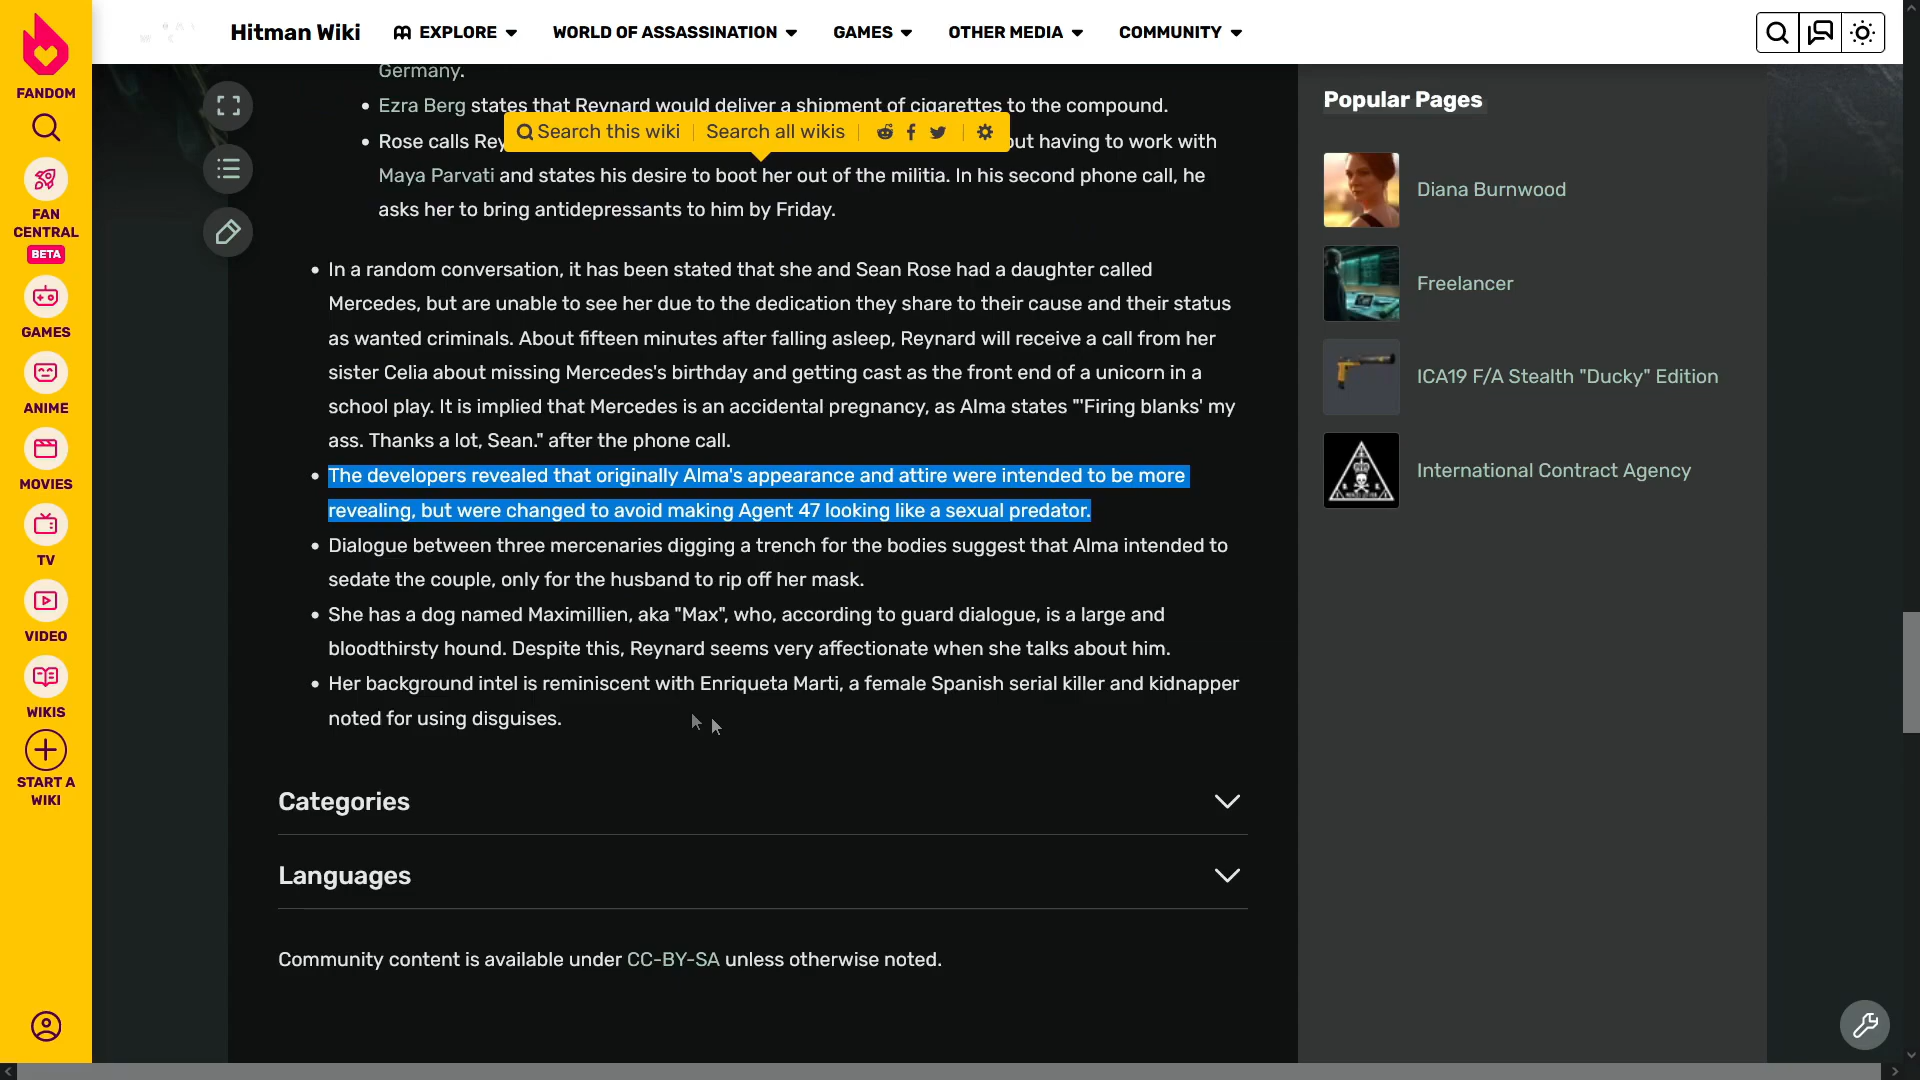 Hitman Wiki
EXPLORE
WORLD OF ASSASSINATION
GAMES
OTHER MEDIA
COMMUNITY
FANDOM
FAN
CENTRAL
BETA
GAMES
ANIME
MOVIES
TV
VIDEO
WIKIS
START A
WIKI
Germany.
Ezra Berg states that Reynard would deliver a shipment of cigarettes to the compound.
Search this wiki
Search all wikis
Rose calls Rey
out having to work with
Maya Parvati and states his desire to boot her out of the militia. In his second phone call, he
asks her to bring antidepressants to him by Friday.
In a random conversation, it has been stated that she and Sean Rose had a daughter called
Mercedes, but are unable to see her due to the dedication they share to their cause and their status
as wanted criminals. About fifteen minutes after falling asleep, Reynard will receive a call from her
sister Celia about missing Mercedes's birthday and getting cast as the front end of a unicorn in a
school play. It is implied that Mercedes is an accidental pregnancy, as Alma states "'Firing blanks' my
ass. Thanks a lot, Sean." after the phone call.
The developers revealed that originally Alma's appearance and attire were intended to be more
revealing, but were changed to avoid making Agent 47 looking like a sexual predator.
Dialogue between three mercenaries digging a trench for the bodies suggest that Alma intended to
sedate the couple, only for the husband to rip off her mask.
She has a dog named Maximillien, aka "Max", who, according to guard dialogue, is a large and
bloodthirsty hound. Despite this, Reynard seems very affectionate when she talks about him.
Her background intel is reminiscent with Enriqueta Marti, a female Spanish serial killer and kidnapper
noted for using disguises.
Categories
Languages
Community content is available under CC-BY-SA unless otherwise noted.
Popular Pages
Diana Burnwood
Freelancer
ICA19 F/A Stealth "Ducky" Edition
International Contract Agency